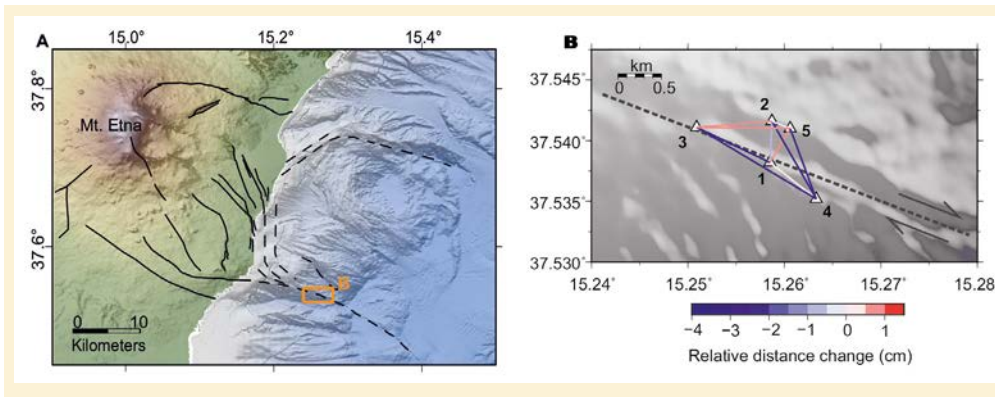 A
15.0°
15.2°
15.4°
37.8°
37.6°
Mt. Etna
B
0 10
Kilometers
B
km
0 0.5
37.545°
37.540°
37.535°
37.530°
2
5
3
1
4
15.24°
15.25°
15.26°
15.27°
15.28°
-4 -3 -2 -1 0 1
Relative distance change (cm)